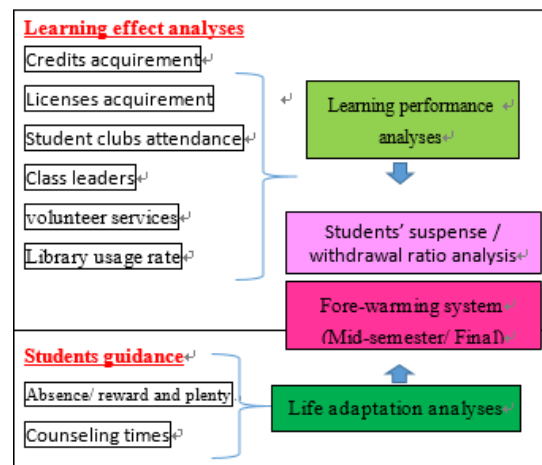 Learning effect analyses
Credits acquirement
Licenses acquirement
Student clubs attendance
Class leaders
volunteer services
Library usage rate
Learning performance
analyses
Students' suspense /
withdrawal ratio analysis
Fore-warming system
(Mid-semester/ Final)
Students guidance
Absence/ reward and plenty
Counseling times
Life adaptation analyses